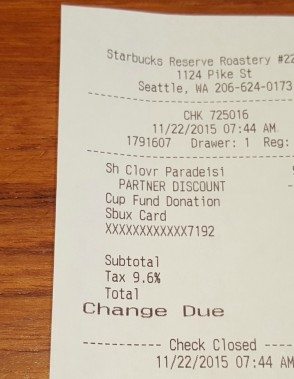 Starbucks Reserve Roastery #22
1124 Pike St
Seattle, WA 206-624-0173
CHK 725016
11/22/2015 07:44 AM
1791607 Drawer: 1 Reg:
Sh Clovr Paradeisi
PARTNER DISCOUNT
Cup Fund Donation
Sbux Card
XXXXXXXXXXXX7192
Subtotal
Tax 9.6%
Total
Change Due
---------- Check Closed ----------
11/22/2015 07:44 AM